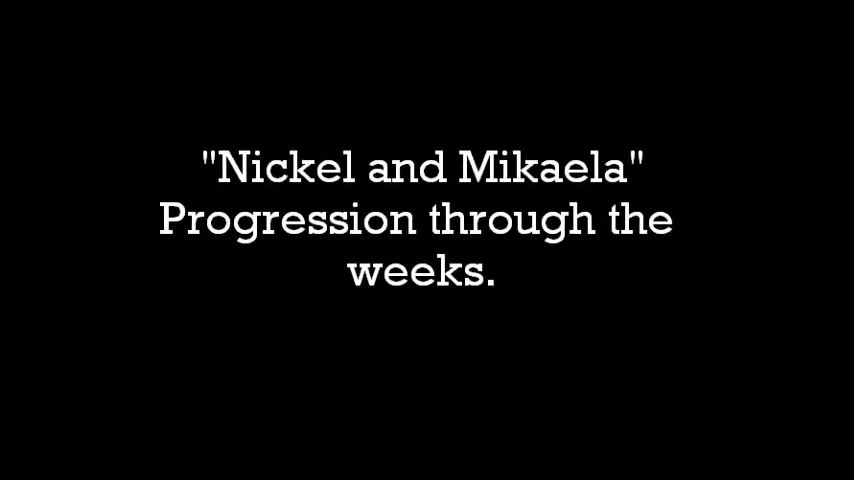 "Nickel and Mikaela"
Progression through the
weeks.